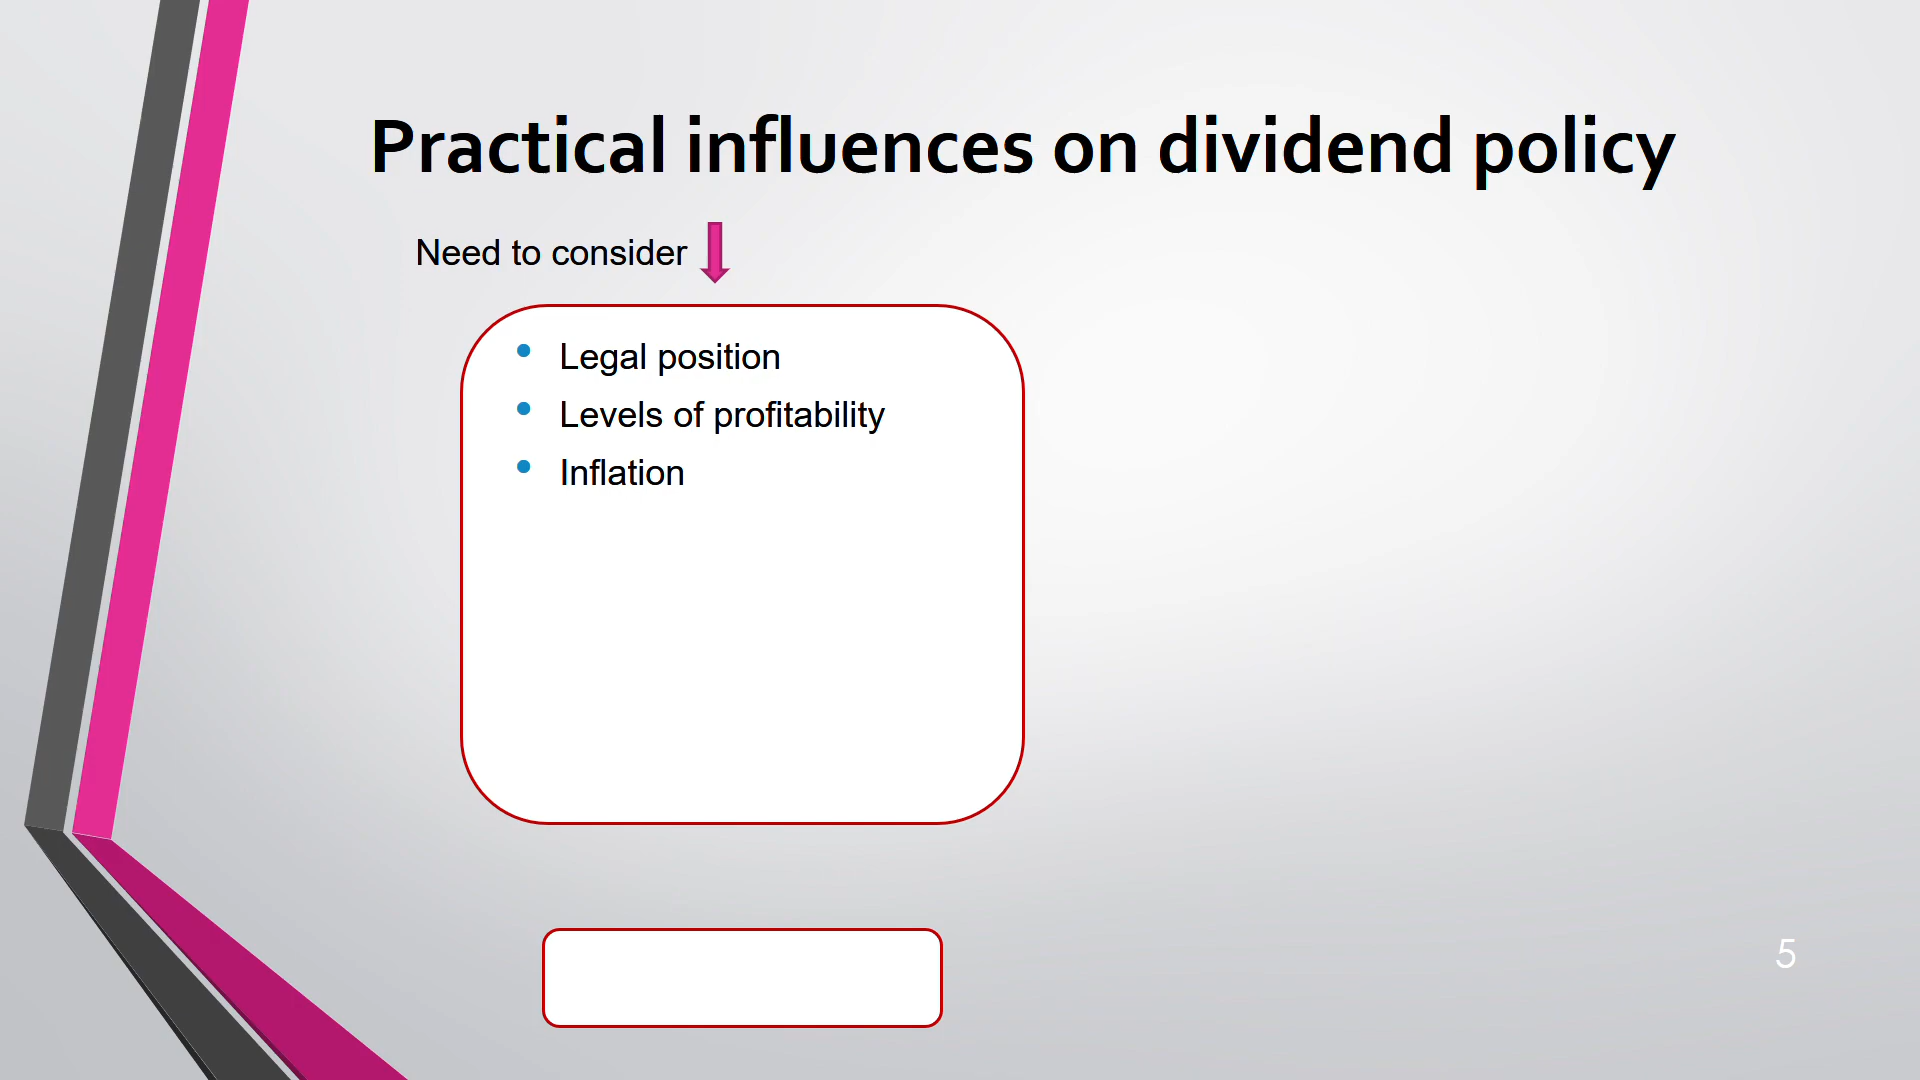 Practical influences on dividend policy
Need to consider
• Legal position
• Levels of profitability
• Inflation
5